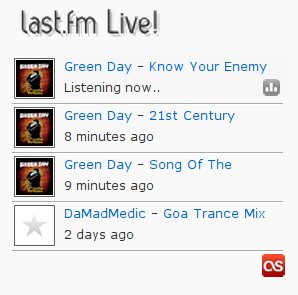 last.fm Live!
Green Day - Know Your Enemy
Listening now..
Green Day - 21st Century
8 minutes ago
Green Day - Song Of The
9 minutes ago
DaMadMedic - Goa Trance Mix
2 days ago
as